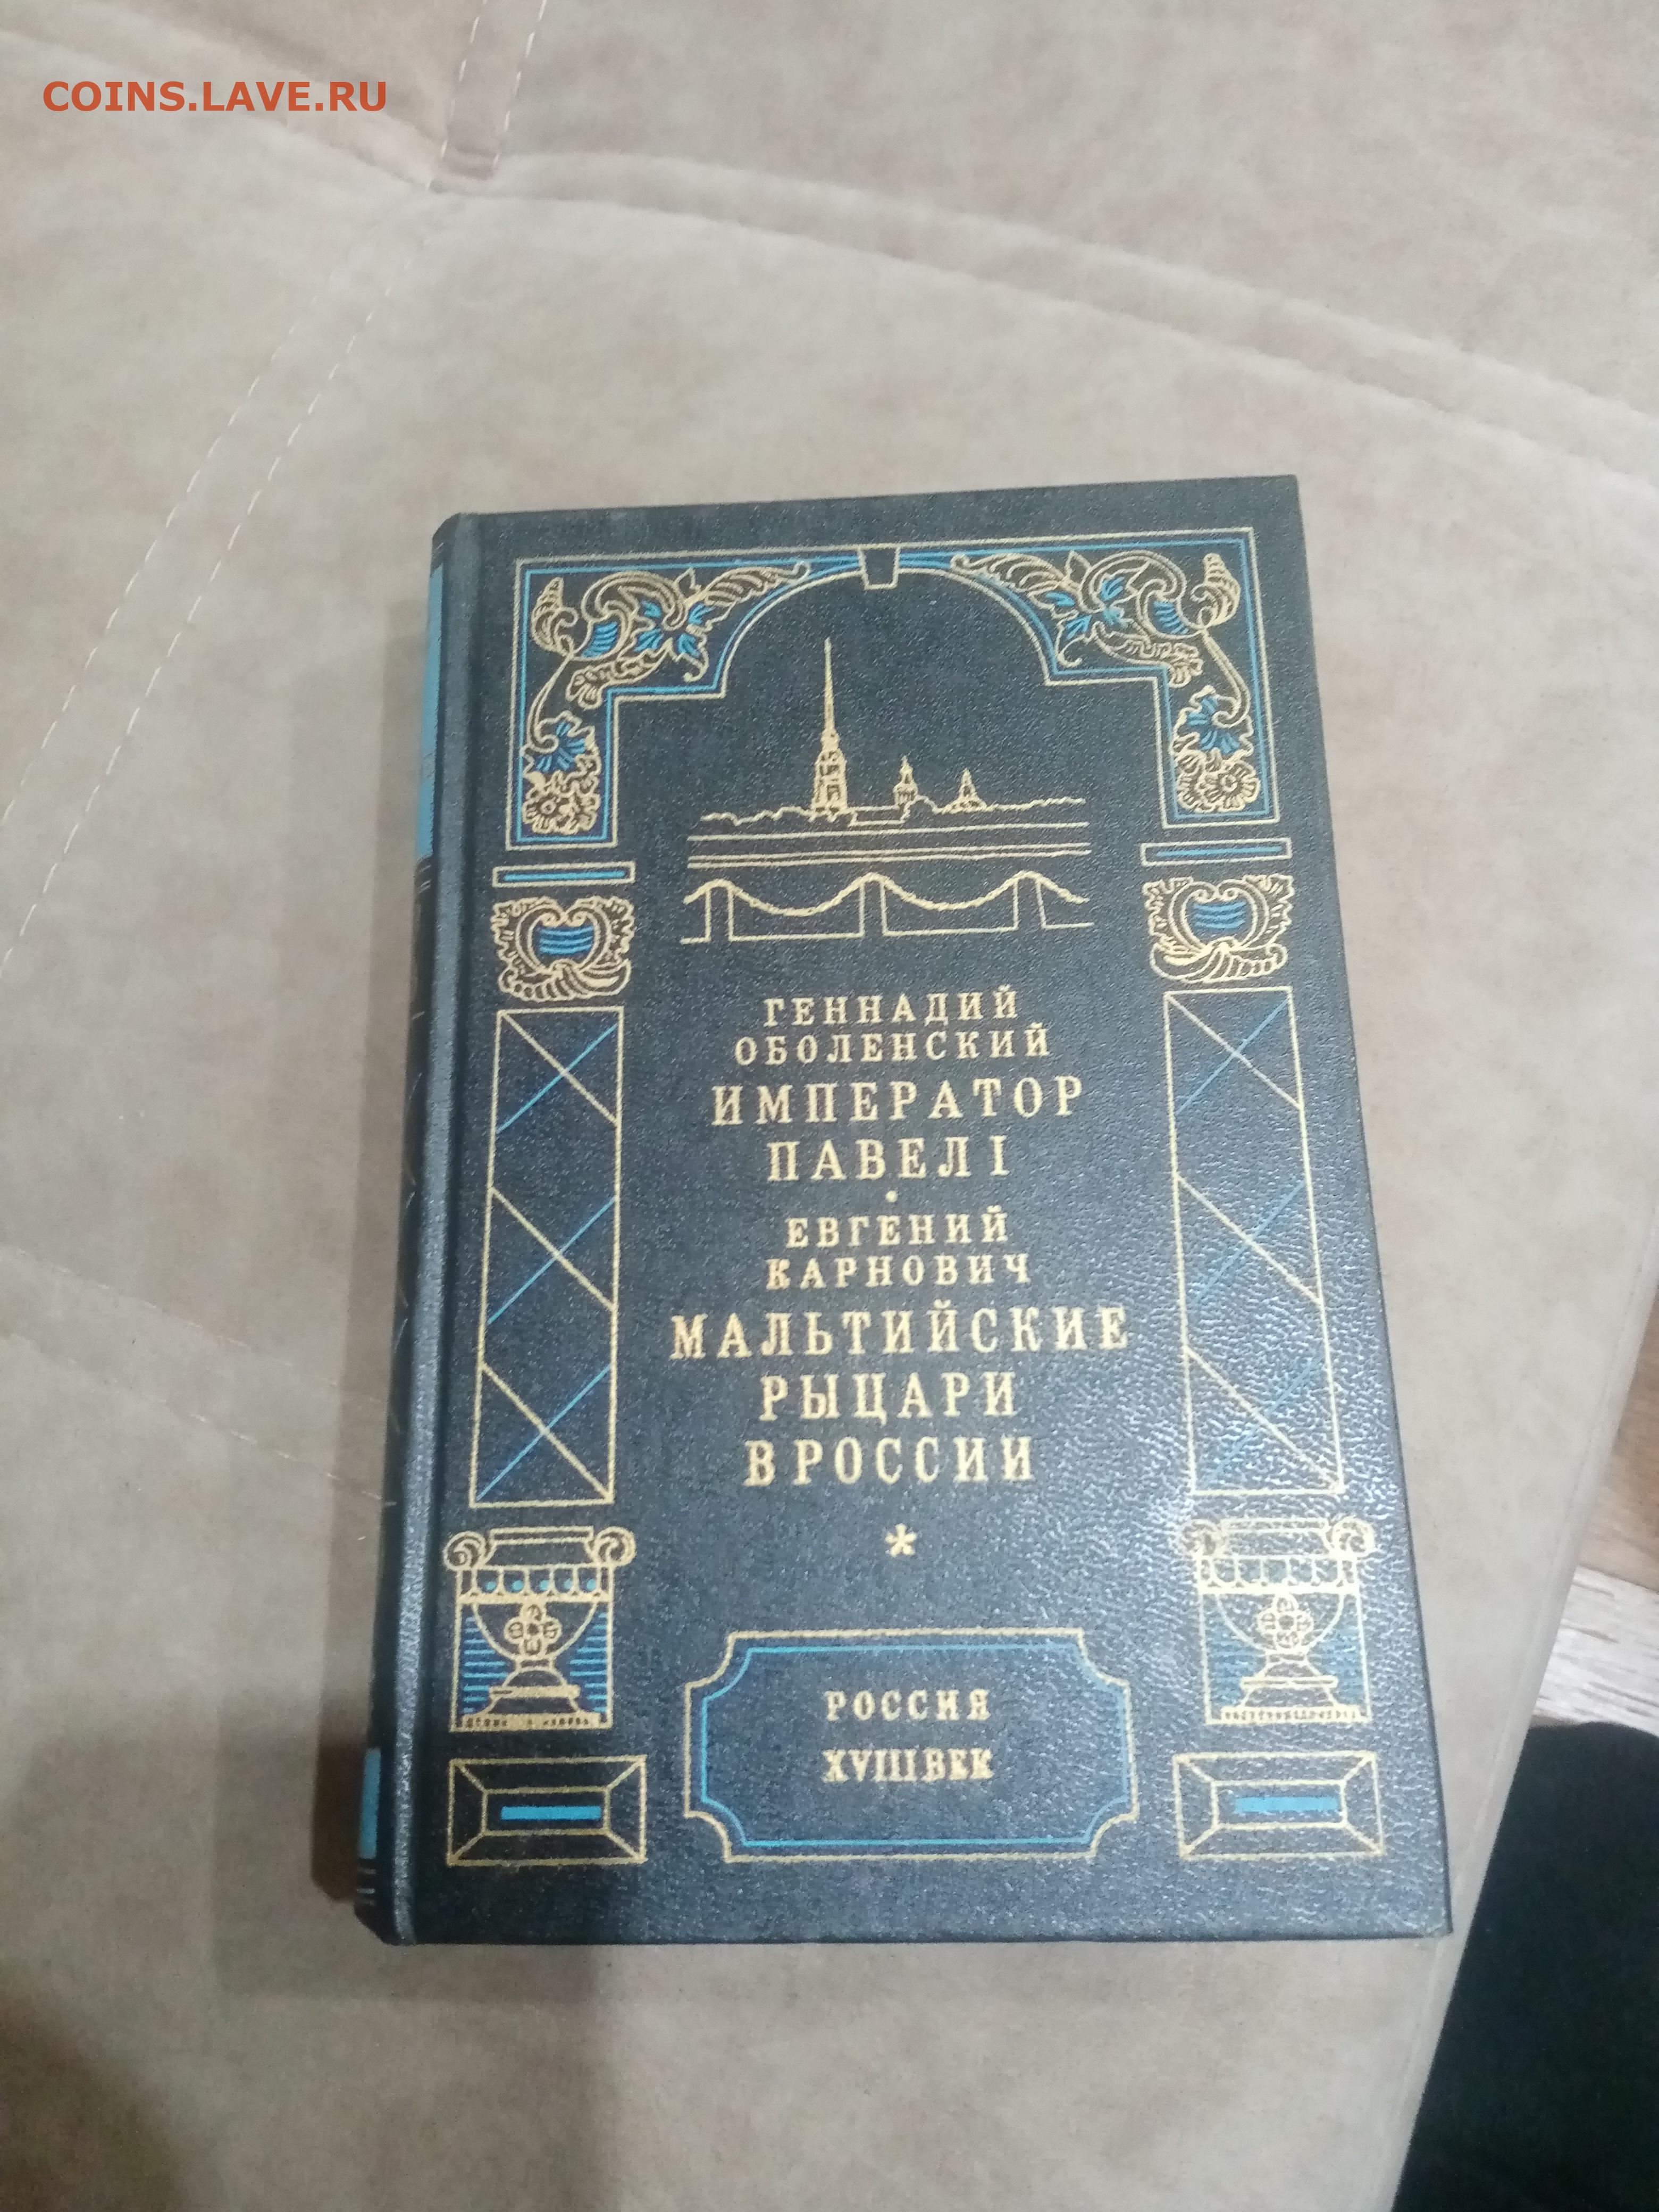 COINS.LAVE.RU
ГЕННАДИЙ
ОБОЛЕНСКИЙ
ИМПЕРАТОР
ПАВЕЛ I
•
ЕВГЕНИЙ
КАРНОВИЧ
МАЛЬТИЙСКИЕ
РЫЦАРИ
В РОССИИ
*
РОССИЯ
XVIII ВЕК